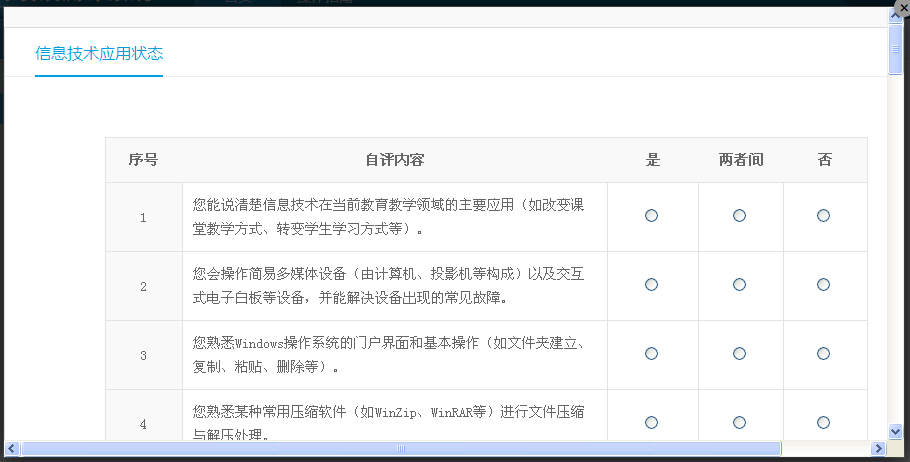 信息技术应用状态
序号 自评内容 是 两者间 否
1 您能说清楚信息技术在当前教育教学领域的主要应用（如改变课
堂教学方式、转变学生学习方式等）。
2 您会操作简易多媒体设备（由计算机、投影机等构成）以及交互
式电子白板等设备，并能解决设备出现的常见故障。
3 您熟悉Windows操作系统的门户界面和基本操作（如文件夹建立、
复制、粘贴、删除等）。
4 您熟悉某种常用压缩软件（如WinZip、WinRAR等）进行文件压缩
与解压处理。